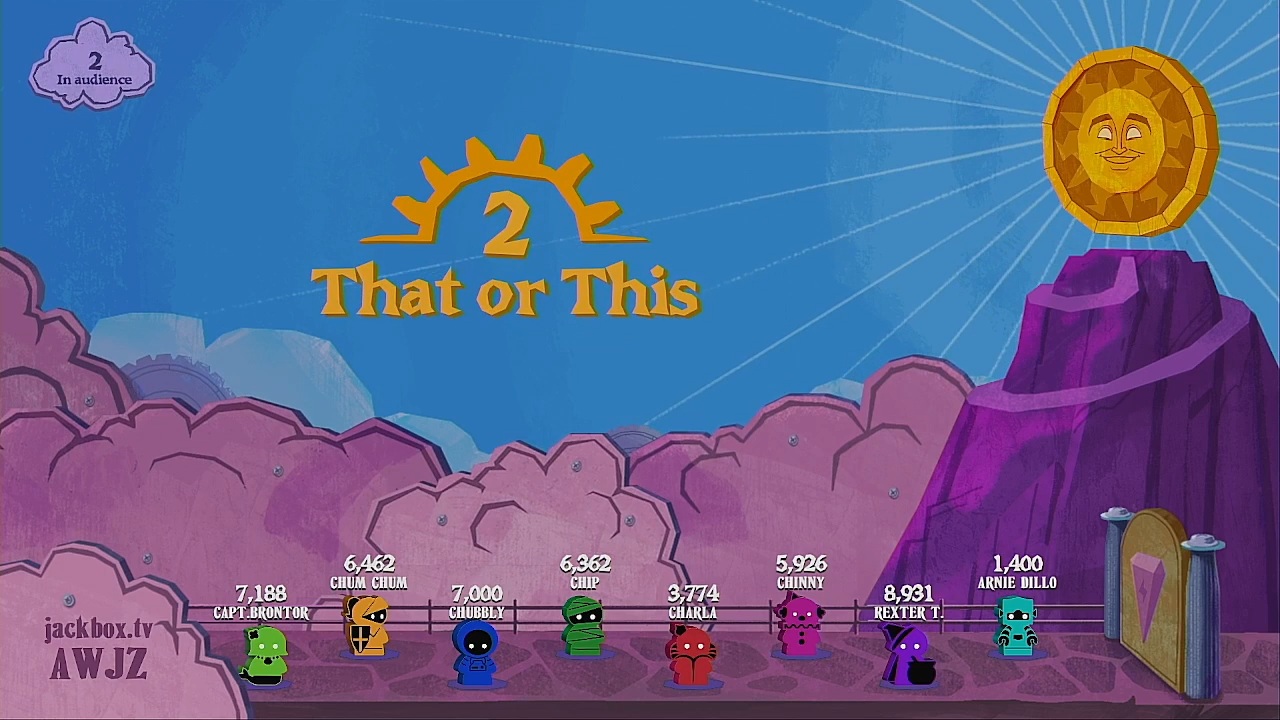 2
In audience
2
That or This
7,188
CAPT.BRONTOR
6,462
CHUM CHUM
7,000
CHUBBLY
6,362
CHIP
3,774
CHARLA
5,926
CHINNY
8,931
REXTER T.
1,400
ARNIE DILLO
jackbox.tv
AWJZ